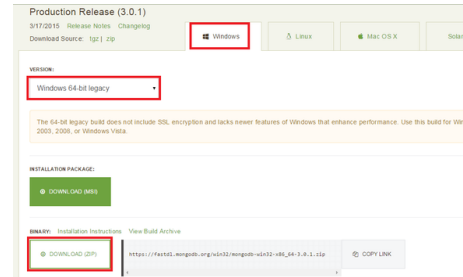 Production Release (3.0.1)
3/17/2015 Release Notes Changelog
Download Source: tgz | zip
Windows
Linux
Mac OS X
VERSION:
Windows 64-bit legacy
The 64-bit legacy build does not include SSL encryption and lacks newer features of Windows that enhance performance. Use this build for
2003, 2008, or Windows Vista.
INSTALLATION PACKAGE:
DOWNLOAD (MSI)
BINARY: Installation Instructions View Build Archive
DOWNLOAD (ZIP)
https://fastdl.mongodb.org/win32/mongodb-win32-x86_64-3.0.1.zip
COPY LINK